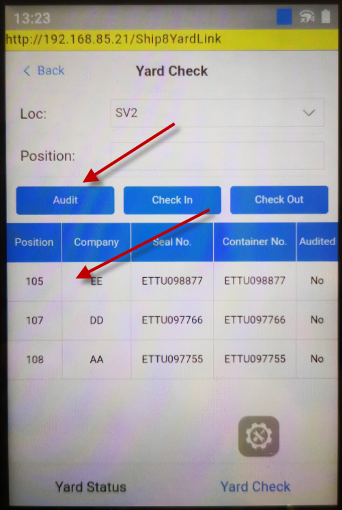 13:23
http://192.168.85.21/Ship8YardLink
Back
Yard Check
Loc:
SV2
Position:
Audit
Check In
Check Out
Position Company Seal No. Container No. Audited
105 EE ETTU098877 ETTU098877 No
107 DD ETTU097766 ETTU097766 No
108 AA ETTU097755 ETTU097755 No
Yard Status
Yard Check